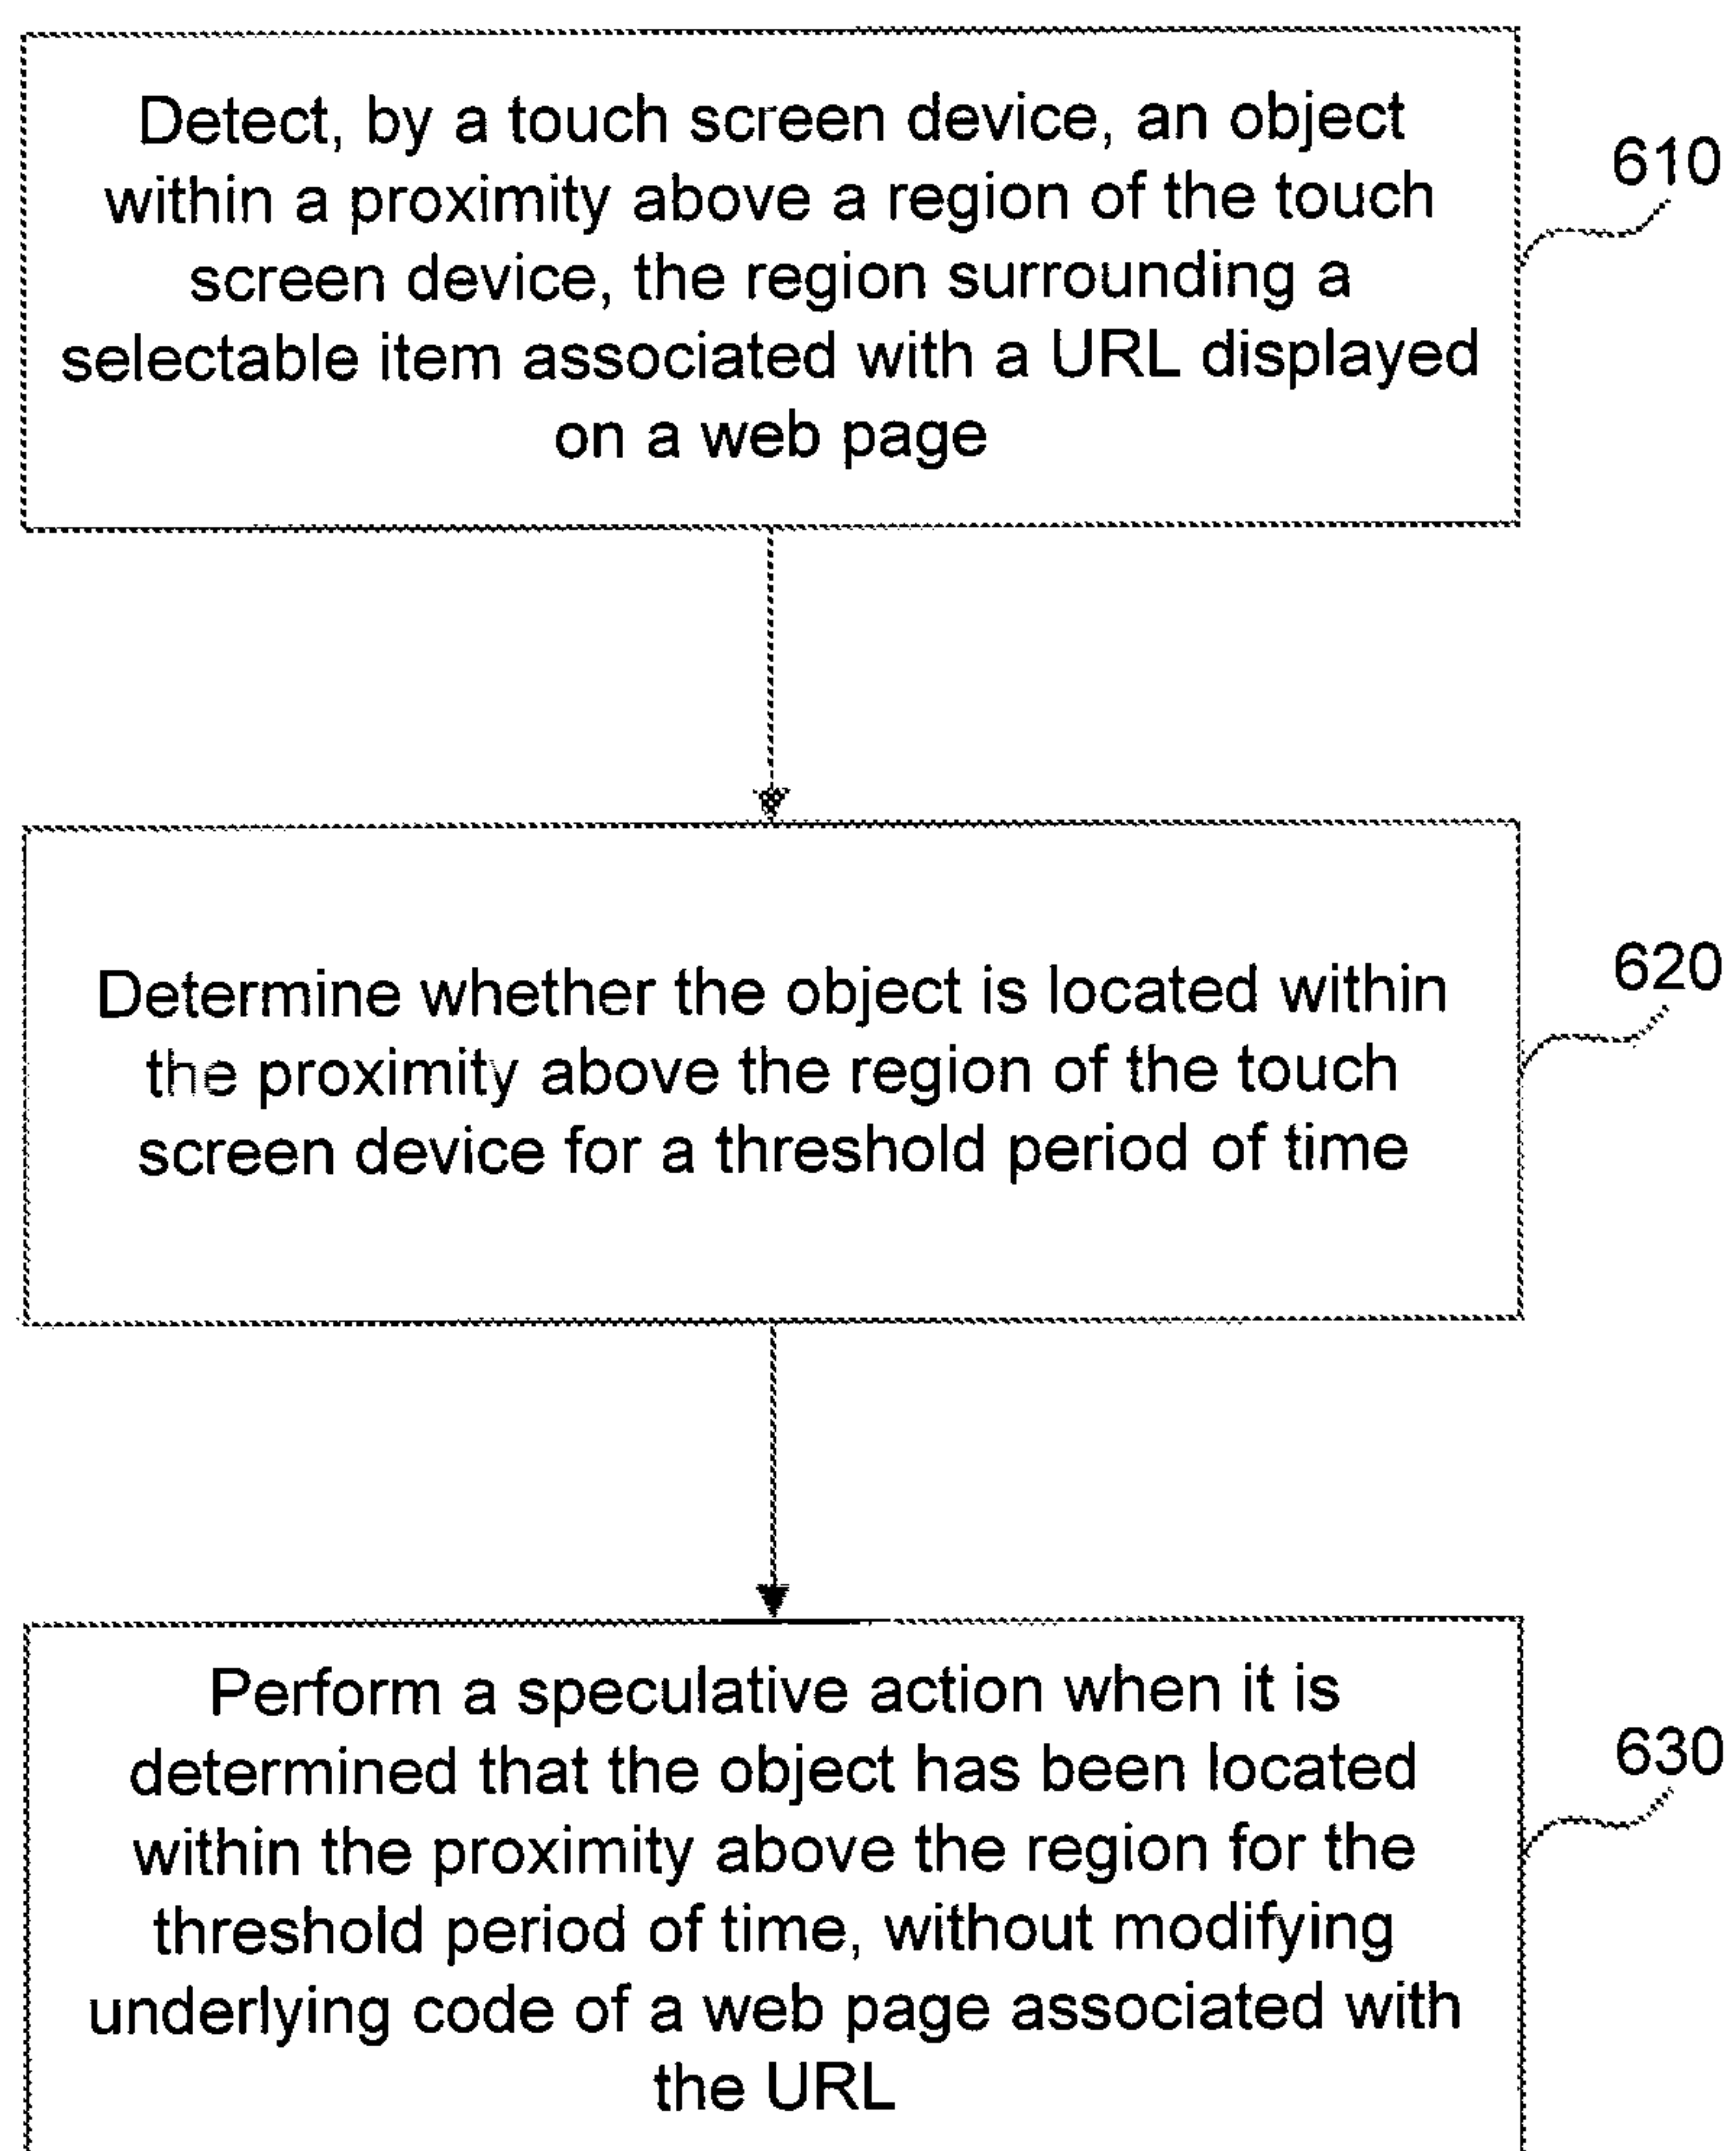 Detect, by a touch screen device, an object
within a proximity above a region of the touch
screen device, the region surrounding a
selectable item associated with a URL displayed
on a web page
610
Determine whether the object is located within
the proximity above the region of the touch
screen device for a threshold period of time
620
Perform a speculative action when it is
determined that the object has been located
within the proximity above the region for the
threshold period of time, without modifying
underlying code of a web page associated with
the URL
630